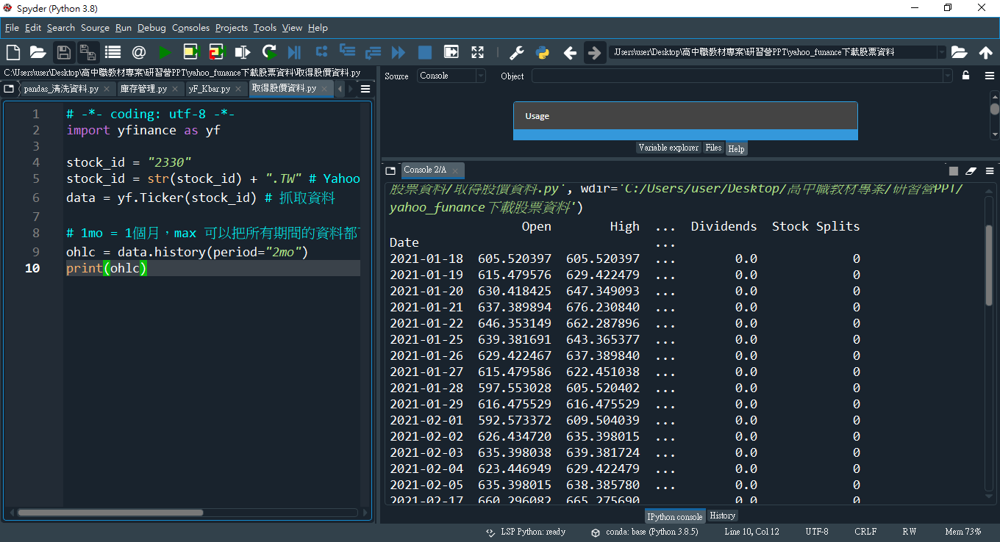 Spyder (Python 3.8)
File Edit Search Source Run Debug Consoles Projects Tools View Help
.\Users\user\Desktop\高中職教材專案\研習營PPT\yahoo_funance下載股票資料
C:\Users\user\Desktop\高中職教材專案\研習營PPT\yahoo_funance下載股票資料\取得股價資料.py
pandas_清洗資料.py 庫存管理.py yF_Kbar.py 取得股價資料.py
1 # -*- coding: utf-8 -*-
2 import yfinance as yf
3
4 stock_id = "2330"
5 stock_id = str(stock_id) + ".TW" # Yahoo
6 data = yf.Ticker(stock_id) # 抓取資料
7
8 # 1mo = 1個月，max 可以把所有期間的資料都
9 ohlc = data.history(period="2mo")
10 print(ohlc)
Source Console Object
Usage
Variable explorer Files Help
Console 2/A
股票資料/取得股價資料.py', wdir='C:/Users/user/Desktop/高中職教材專案/研習營PPT/
yahoo_funance下載股票資料')
Open High ... Dividends Stock Splits
Date ...
2021-01-18 605.520397 605.520397 ... 0.0 0
2021-01-19 615.479576 629.422479 ... 0.0 0
2021-01-20 630.418425 647.349093 ... 0.0 0
2021-01-21 637.389894 676.230840 ... 0.0 0
2021-01-22 646.353149 662.287896 ... 0.0 0
2021-01-25 639.381691 643.365377 ... 0.0 0
2021-01-26 629.422467 637.389840 ... 0.0 0
2021-01-27 615.479586 622.451038 ... 0.0 0
2021-01-28 597.553028 605.520402 ... 0.0 0
2021-01-29 616.475529 616.475529 ... 0.0 0
2021-02-01 592.573372 609.504039 ... 0.0 0
2021-02-02 626.434720 635.398015 ... 0.0 0
2021-02-03 635.398038 639.381724 ... 0.0 0
2021-02-04 623.446949 629.422479 ... 0.0 0
2021-02-05 635.398015 638.385780 ... 0.0 0
2021-02-17 660.296082 665.275690 ... 0.0 0
IPython console History
LSP Python: ready conda: base (Python 3.8.5) Line 10, Col 12 UTF-8 CRLF RW Mem 73%